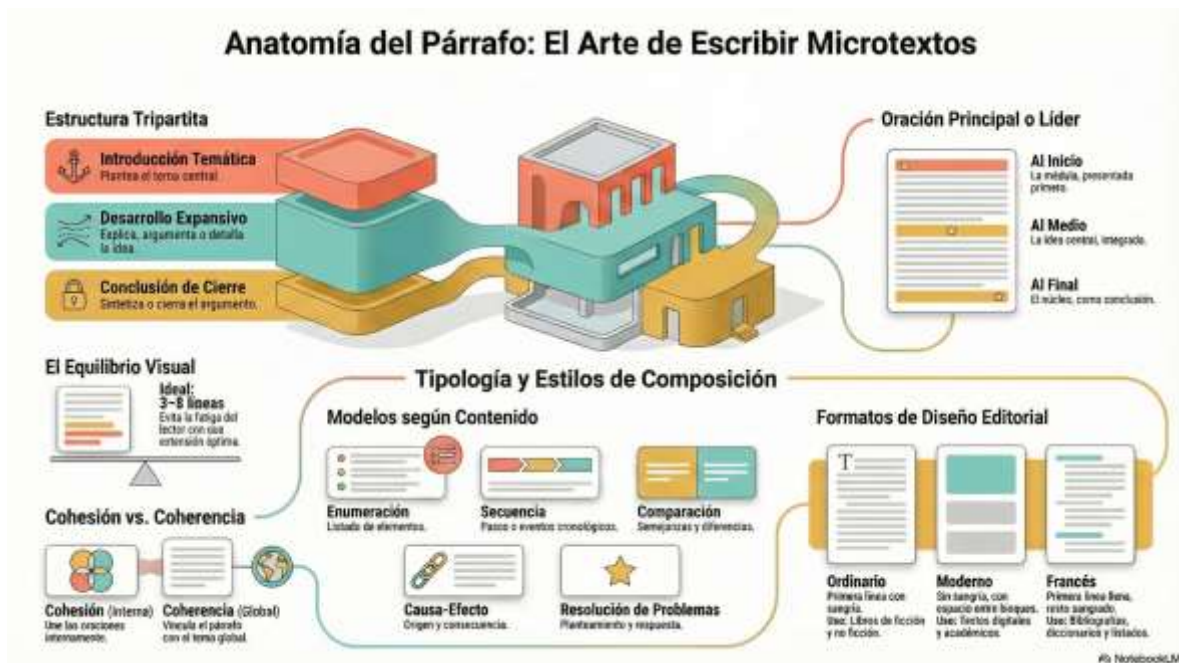 Anatomía del Párrafo: El Arte de Escribir Microtextos
Estructura Tripartita
Introducción Temática
Plantea el tema central.
Desarrollo Expansivo
Explica, argumenta o detalla
la idea.
Conclusión de Cierre
Sintetiza o cierra el argumento.
Oración Principal o Líder
Al Inicio
La médula, presentada
primero.
Al Medio
La idea central, integrada.
Al Final
El núcleo, como conclusión.
El Equilibrio Visual
Ideal:
3-8 líneas
Evita la fatiga del
lector con una
extensión óptima.
Cohesión vs. Coherencia
Cohesión (Interna)
Une las oraciones
internamente.
Coherencia (Global)
Vincula el párrafo
con el tema global.
Tipología y Estilos de Composición
Modelos según Contenido
Enumeración
Listado de elementos.
Secuencia
Pasos o eventos cronológicos.
Comparación
Semejanzas y diferencias.
Causa-Efecto
Origen y consecuencia.
Resolución de Problemas
Planteamiento y respuesta.
Formatos de Diseño Editorial
T
Ordinario
Primera línea con
sangría.
Uso: Libros de ficción
y no ficción.
Moderno
Sin sangría, con
espacio entre bloques.
Uso: Textos digitales
y académicos.
Francés
Primera línea llena,
resto sangrado.
Uso: Bibliografías,
diccionarios y listados.
NotebookLM